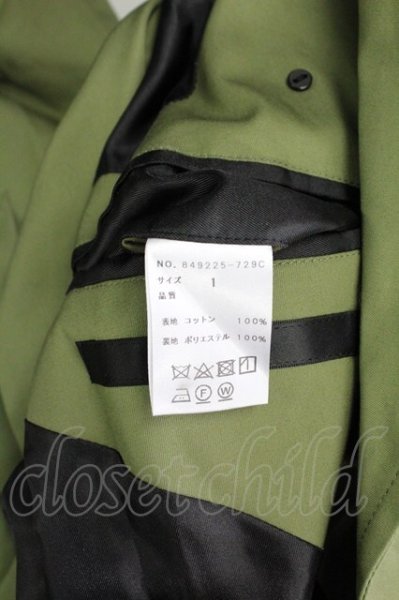 NO. 849225-729C
サイズ 1
品質
表地 コットン 100%
裏地 ポリエステル 100%
F W
closetchild